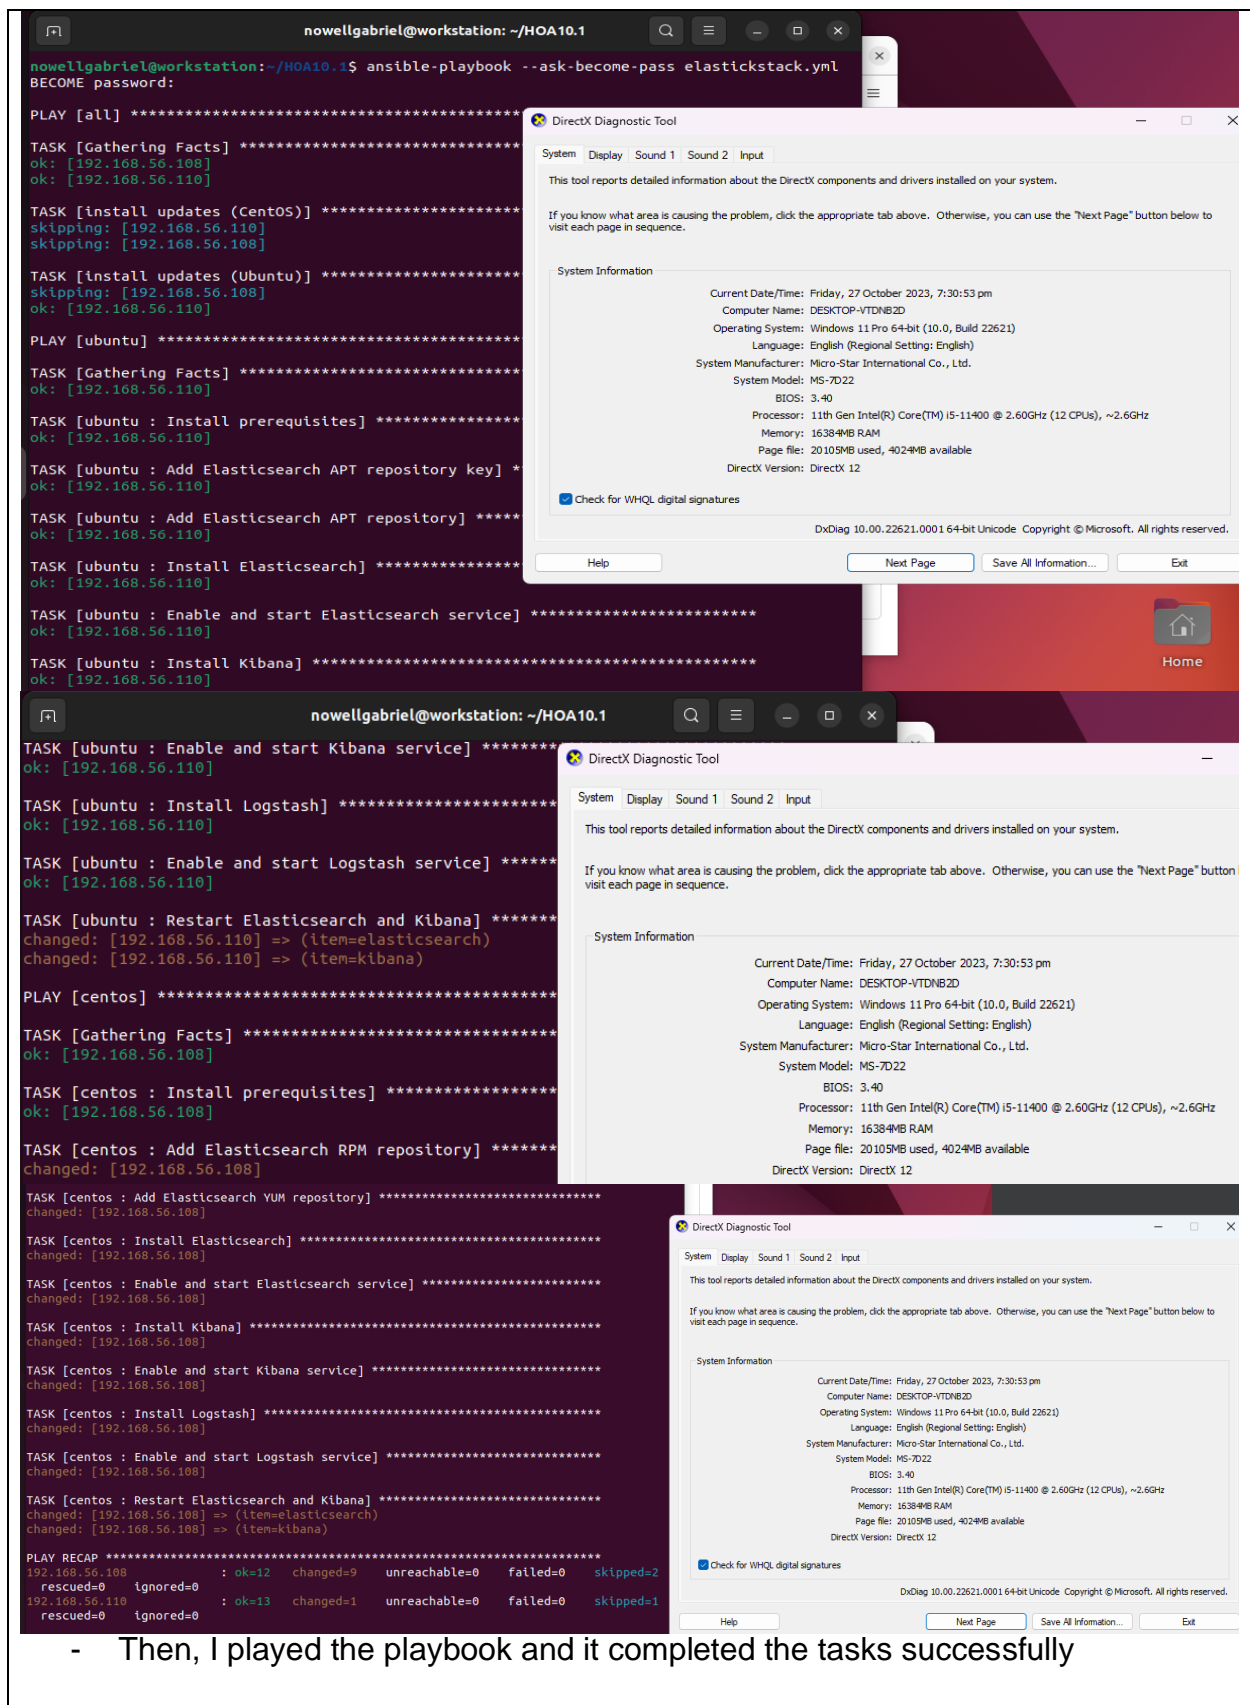 nowellgabriel@workstation: ~/HOA10.1
nowellgabriel@workstation:~/HOA10.1$ ansible-playbook --ask-become-pass elastickstack.yml
BECOME password:
PLAY [all] **********************************************
TASK [Gathering Facts] **********************************
ok: [192.168.56.108]
ok: [192.168.56.110]
TASK [install updates (CentOS)] *************************
skipping: [192.168.56.110]
skipping: [192.168.56.108]
TASK [install updates (Ubuntu)] *************************
skipping: [192.168.56.108]
ok: [192.168.56.110]
PLAY [ubuntu] *******************************************
TASK [Gathering Facts] **********************************
ok: [192.168.56.110]
TASK [ubuntu : Install prerequisites] *******************
ok: [192.168.56.110]
TASK [ubuntu : Add Elasticsearch APT repository key] **
ok: [192.168.56.110]
TASK [ubuntu : Add Elasticsearch APT repository] *****
ok: [192.168.56.110]
TASK [ubuntu : Install Elasticsearch] ****************
ok: [192.168.56.110]
TASK [ubuntu : Enable and start Elasticsearch service] *************************
ok: [192.168.56.110]
TASK [ubuntu : Install Kibana] *************************************************
ok: [192.168.56.110]
DirectX Diagnostic Tool
System Display Sound 1 Sound 2 Input
This tool reports detailed information about the DirectX components and drivers installed on your system.
If you know what area is causing the problem, click the appropriate tab above. Otherwise, you can use the "Next Page" button below to
visit each page in sequence.
System Information
Current Date/Time: Friday, 27 October 2023, 7:30:53 pm
Computer Name: DESKTOP-VTDNB2D
Operating System: Windows 11 Pro 64-bit (10.0, Build 22621)
Language: English (Regional Setting: English)
System Manufacturer: Micro-Star International Co., Ltd.
System Model: MS-7D22
BIOS: 3.40
Processor: 11th Gen Intel(R) Core(TM) i5-11400 @ 2.60GHz (12 CPUs), ~2.6GHz
Memory: 16384MB RAM
Page file: 20105MB used, 4024MB available
DirectX Version: DirectX 12
Check for WHQL digital signatures
DxDiag 10.00.22621.0001 64-bit Unicode Copyright © Microsoft. All rights reserved.
Help Next Page Save All Information... Exit
Home
nowellgabriel@workstation: ~/HOA10.1
TASK [ubuntu : Enable and start Kibana service] ********
ok: [192.168.56.110]
TASK [ubuntu : Install Logstash] ***********************
ok: [192.168.56.110]
TASK [ubuntu : Enable and start Logstash service] ******
ok: [192.168.56.110]
TASK [ubuntu : Restart Elasticsearch and Kibana] *******
changed: [192.168.56.110] => (item=elasticsearch)
changed: [192.168.56.110] => (item=kibana)
PLAY [centos] ******************************************
TASK [Gathering Facts] *********************************
ok: [192.168.56.108]
TASK [centos : Install prerequisites] ******************
ok: [192.168.56.108]
TASK [centos : Add Elasticsearch RPM repository] *******
changed: [192.168.56.108]
DirectX Diagnostic Tool
System Display Sound 1 Sound 2 Input
This tool reports detailed information about the DirectX components and drivers installed on your system.
If you know what area is causing the problem, click the appropriate tab above. Otherwise, you can use the "Next Page" button
visit each page in sequence.
System Information
Current Date/Time: Friday, 27 October 2023, 7:30:53 pm
Computer Name: DESKTOP-VTDNB2D
Operating System: Windows 11 Pro 64-bit (10.0, Build 22621)
Language: English (Regional Setting: English)
System Manufacturer: Micro-Star International Co., Ltd.
System Model: MS-7D22
BIOS: 3.40
Processor: 11th Gen Intel(R) Core(TM) i5-11400 @ 2.60GHz (12 CPUs), ~2.6GHz
Memory: 16384MB RAM
Page file: 20105MB used, 4024MB available
DirectX Version: DirectX 12
TASK [centos : Add Elasticsearch YUM repository] *******************************
changed: [192.168.56.108]
TASK [centos : Install Elasticsearch] ******************************************
changed: [192.168.56.108]
TASK [centos : Enable and start Elasticsearch service] *************************
changed: [192.168.56.108]
TASK [centos : Install Kibana] *************************************************
changed: [192.168.56.108]
TASK [centos : Enable and start Kibana service] ********************************
changed: [192.168.56.108]
TASK [centos : Install Logstash] ***********************************************
changed: [192.168.56.108]
TASK [centos : Enable and start Logstash service] ******************************
changed: [192.168.56.108]
TASK [centos : Restart Elasticsearch and Kibana] *******************************
changed: [192.168.56.108] => (item=elasticsearch)
changed: [192.168.56.108] => (item=kibana)
PLAY RECAP *********************************************************************
192.168.56.108 : ok=12 changed=9 unreachable=0 failed=0 skipped=2
rescued=0 ignored=0
192.168.56.110 : ok=13 changed=1 unreachable=0 failed=0 skipped=1
rescued=0 ignored=0
DirectX Diagnostic Tool
System Display Sound 1 Sound 2 Input
This tool reports detailed information about the DirectX components and drivers installed on your system.
If you know what area is causing the problem, click the appropriate tab above. Otherwise, you can use the "Next Page" button below to
visit each page in sequence.
System Information
Current Date/Time: Friday, 27 October 2023, 7:30:53 pm
Computer Name: DESKTOP-VTDNB2D
Operating System: Windows 11 Pro 64-bit (10.0, Build 22621)
Language: English (Regional Setting: English)
System Manufacturer: Micro-Star International Co., Ltd.
System Model: MS-7D22
BIOS: 3.40
Processor: 11th Gen Intel(R) Core(TM) i5-11400 @ 2.60GHz (12 CPUs), ~2.6GHz
Memory: 16384MB RAM
Page file: 20105MB used, 4024MB available
DirectX Version: DirectX 12
Check for WHQL digital signatures
DxDiag 10.00.22621.0001 64-bit Unicode Copyright © Microsoft. All rights reserved.
Help Next Page Save All Information... Exit
- Then, I played the playbook and it completed the tasks successfully